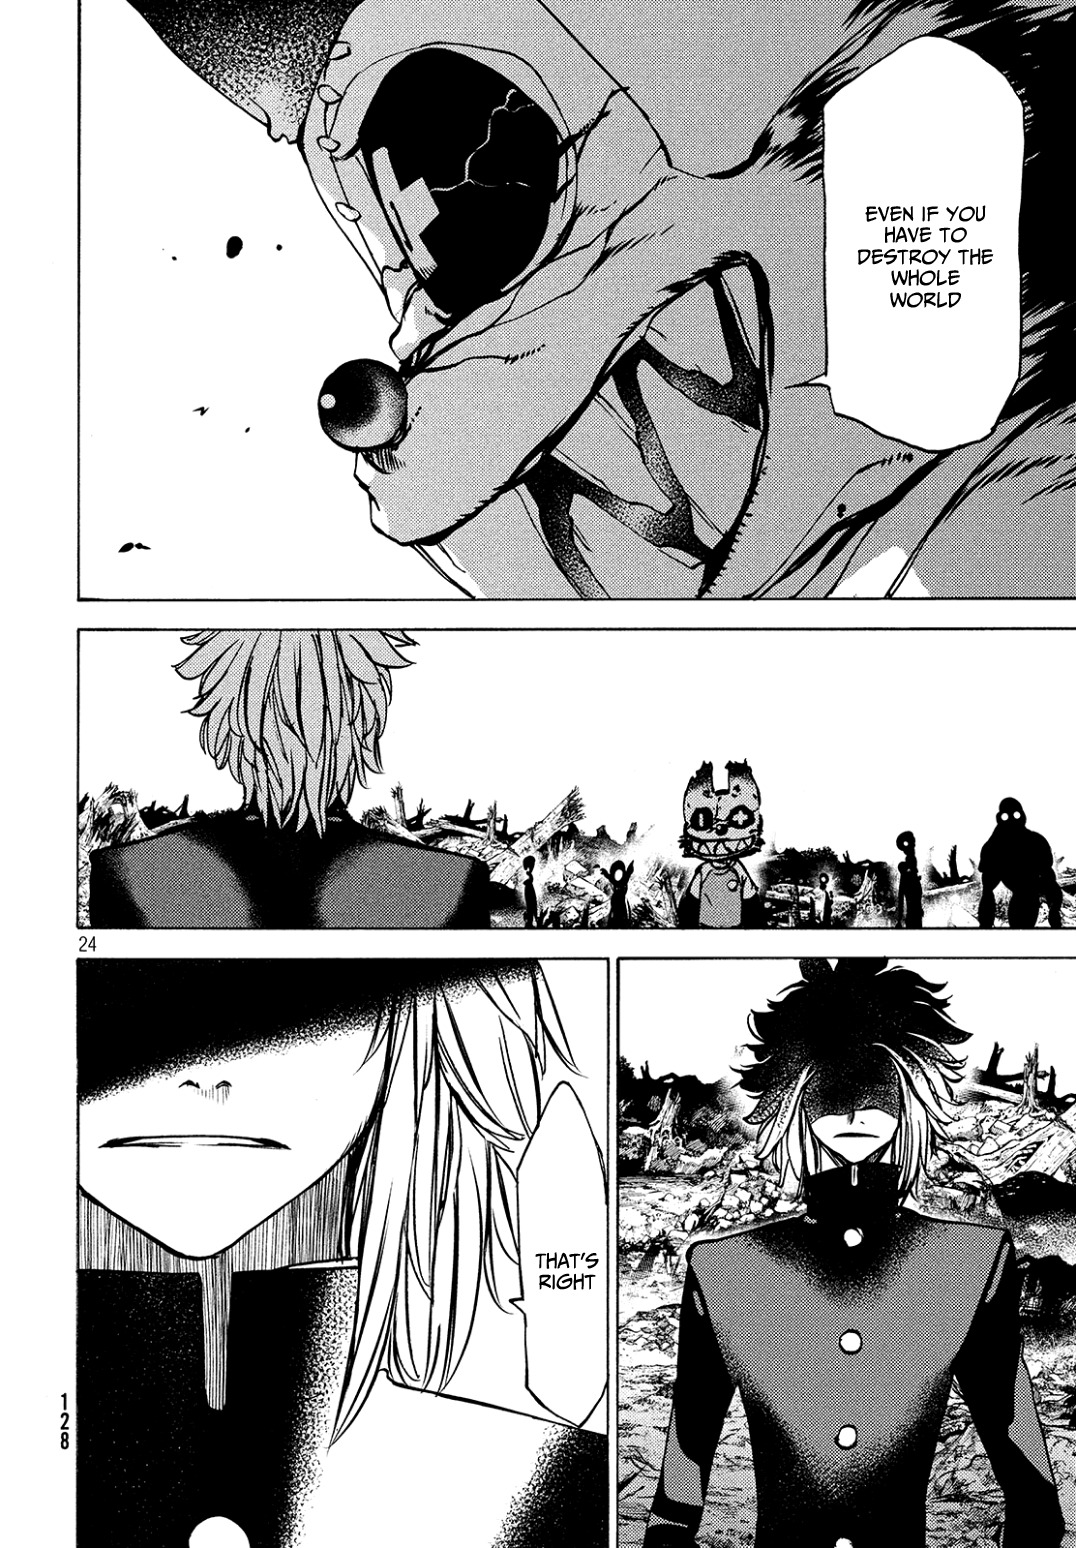 EVEN IF YOU
HAVE TO
DESTROY THE
WHOLE
WORLD
24
THAT'S
RIGHT
128